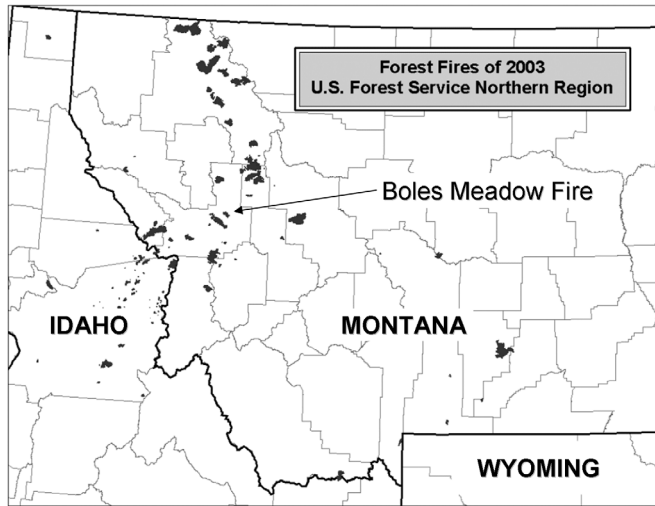 Forest Fires of 2003
U.S. Forest Service Northern Region
Boles Meadow Fire
IDAHO
MONTANA
WYOMING